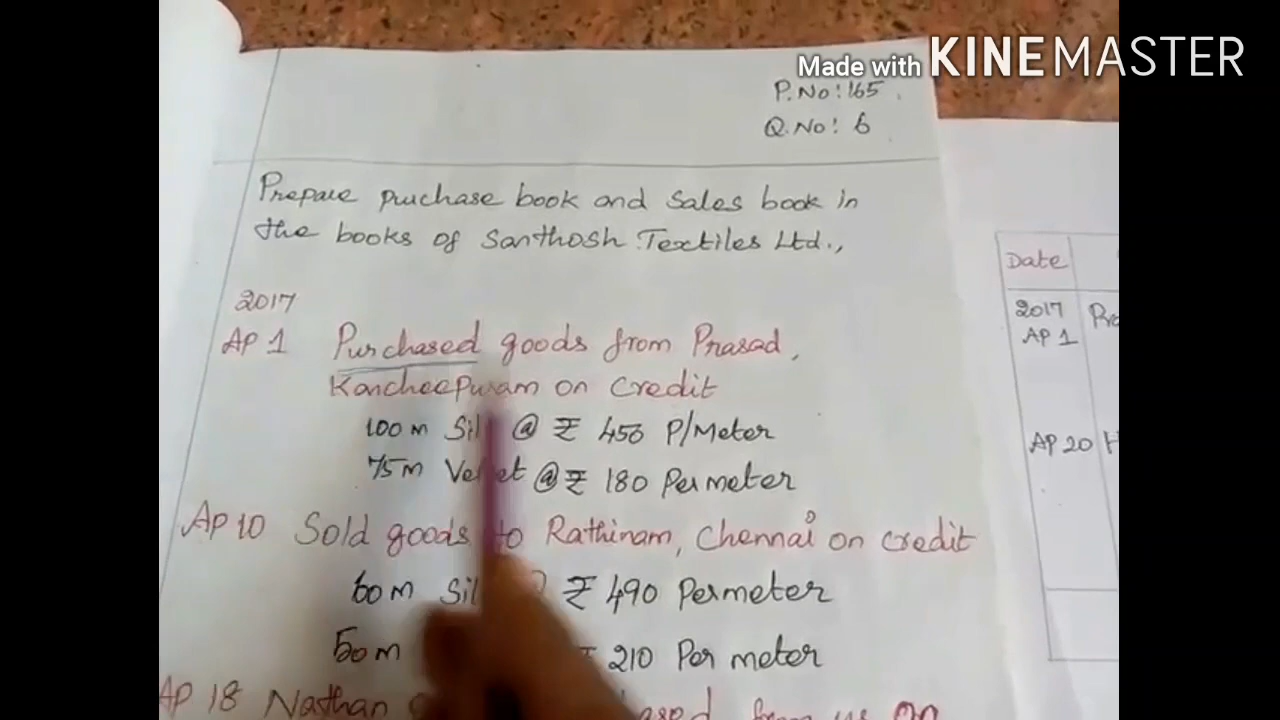 Made with KINEMASTER
P.No: 165
Q.No: 6
Prepare purchase book and Sales book in
the books of Santhosh Textiles Ltd.,
2017
AP 1 Purchased goods from Prasad,
Kancheepuram on credit
100 m @ ₹ 450 P/Meter
75m @ ₹ 180 Permeter
AP 10 Sold goods to Rathinam, Chennai on credit
60 m ₹ 490 Permeter
50 m 210 Per meter
AP 18 Nathan from us on
Date
2017
AP 1
AP 20